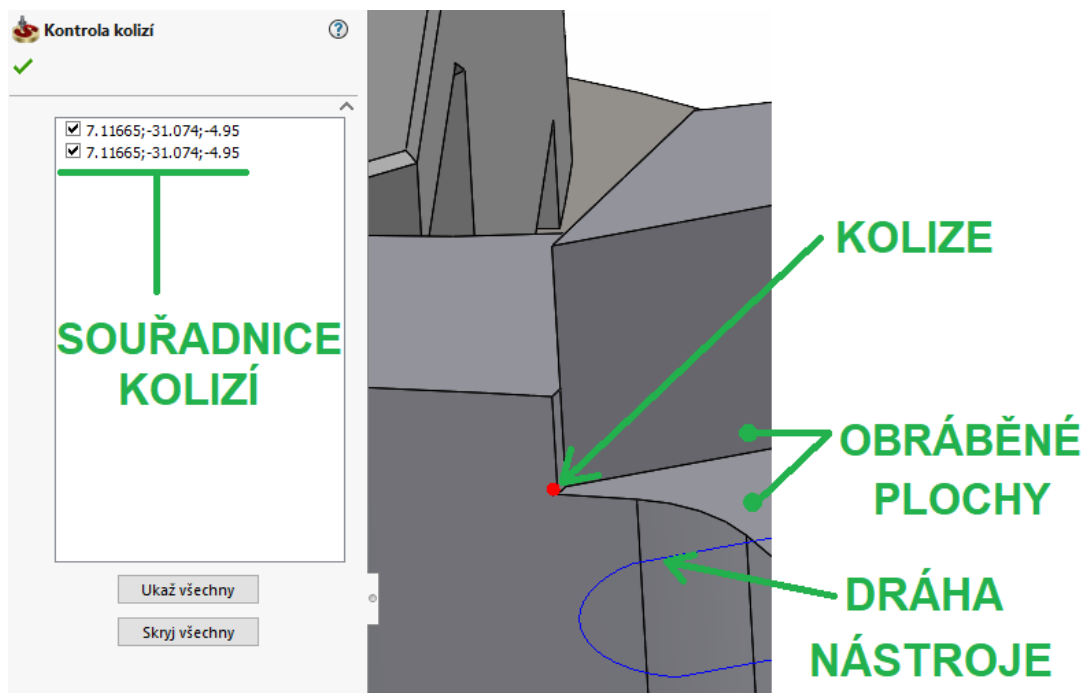 Kontrola kolizí
7.11665;-31.074;-4.95
7.11665;-31.074;-4.95
SOUŘADNICE
KOLIZÍ
Ukaž všechny
Skryj všechny
KOLIZE
OBRÁBĚNÉ
PLOCHY
DRÁHA
NÁSTROJE